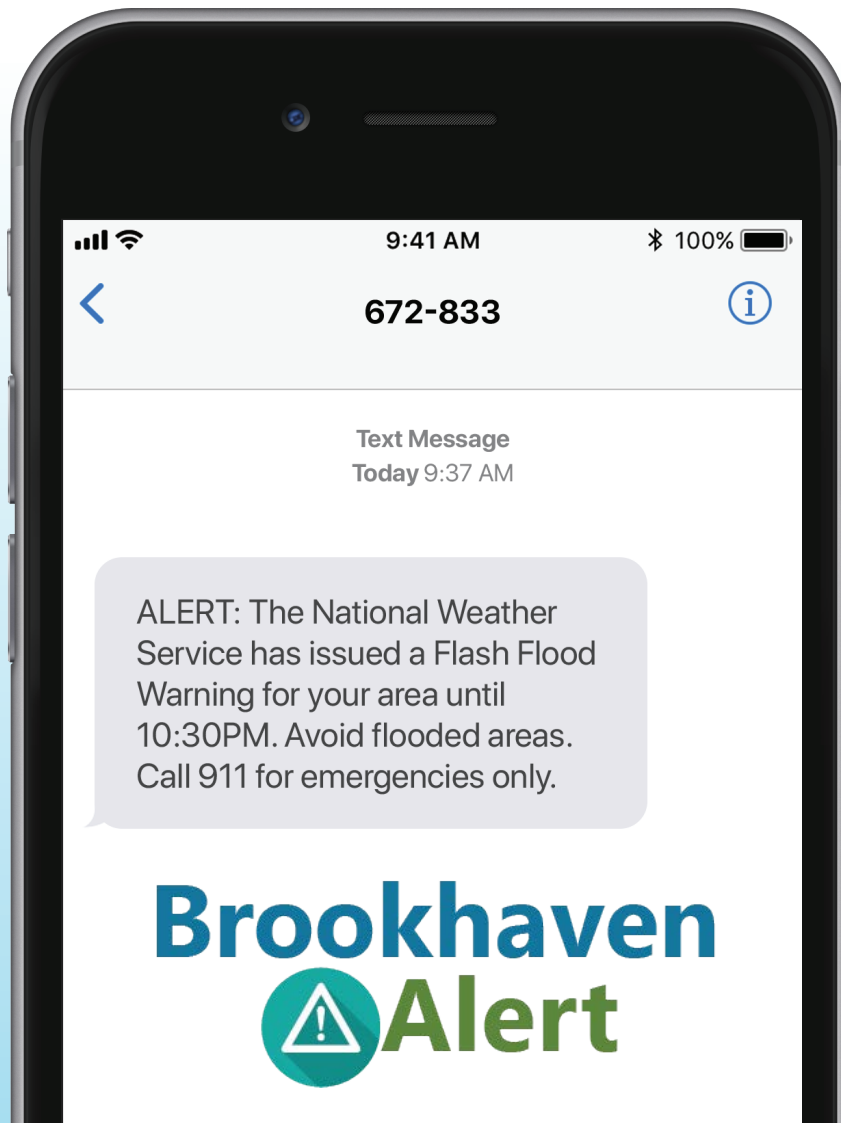 9:41 AM
100%
672-833
Text Message
Today 9:37 AM
ALERT: The National Weather
Service has issued a Flash Flood
Warning for your area until
10:30PM. Avoid flooded areas.
Call 911 for emergencies only.
Brookhaven
Alert